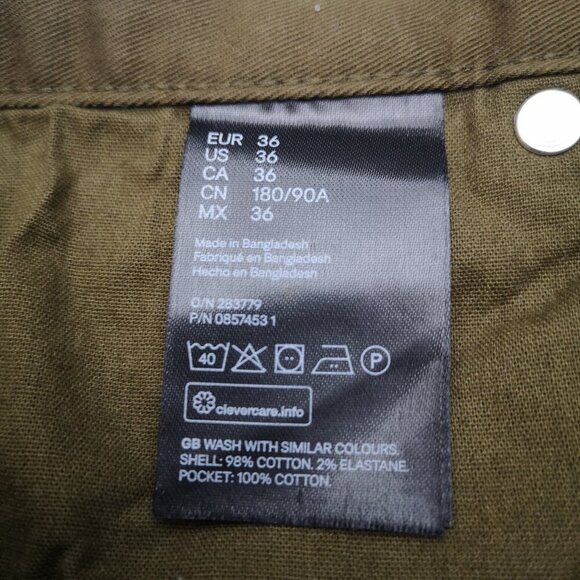 EUR 36
US 36
CA 36
CN 180/90A
MX 36
Made in Bangladesh
Fabriqué en Bangladesh
Hecho en Bangladesh
O/N 283779
P/N 0857453 1
40 P
clevercare.info
GB WASH WITH SIMILAR COLOURS.
SHELL: 98% COTTON. 2% ELASTANE.
POCKET: 100% COTTON.